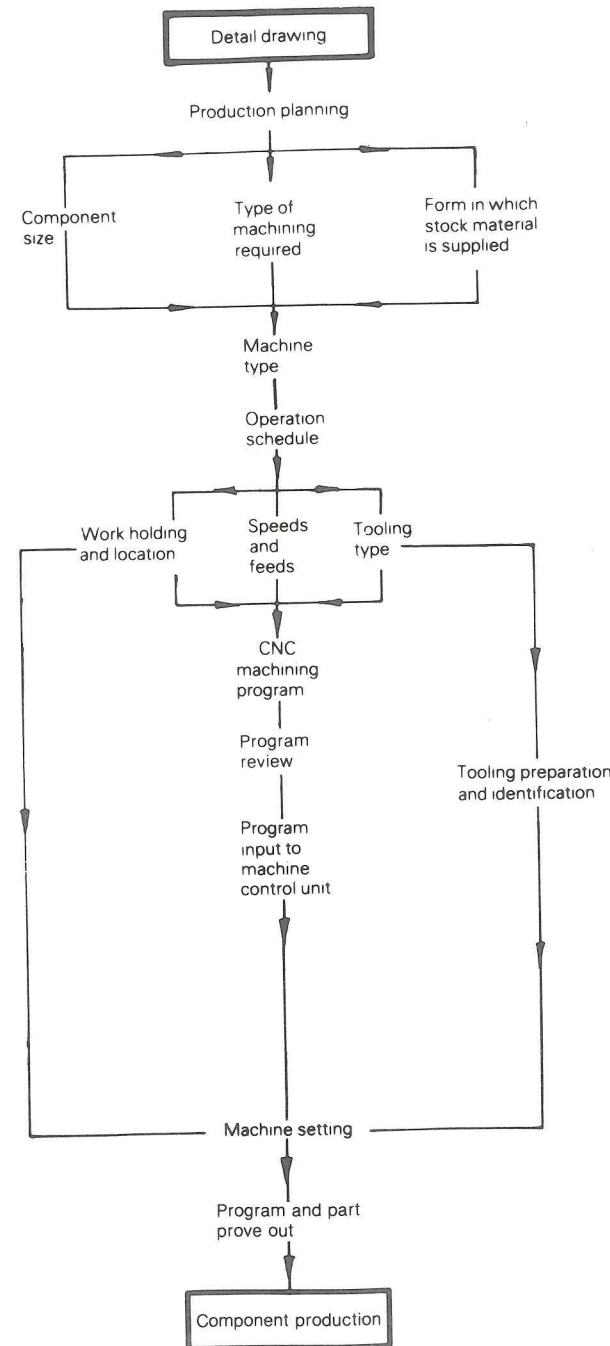 Detail drawing
Production planning
Component
size
Type of
machining
required
Form in which
stock material
is supplied
Machine
type
Operation
schedule
Work holding
and location
Speeds
and
feeds
Tooling
type
CNC
machining
program
Program
review
Tooling preparation
and identification
Program
input to
machine
control unit
Machine setting
Program and part
prove out
Component production